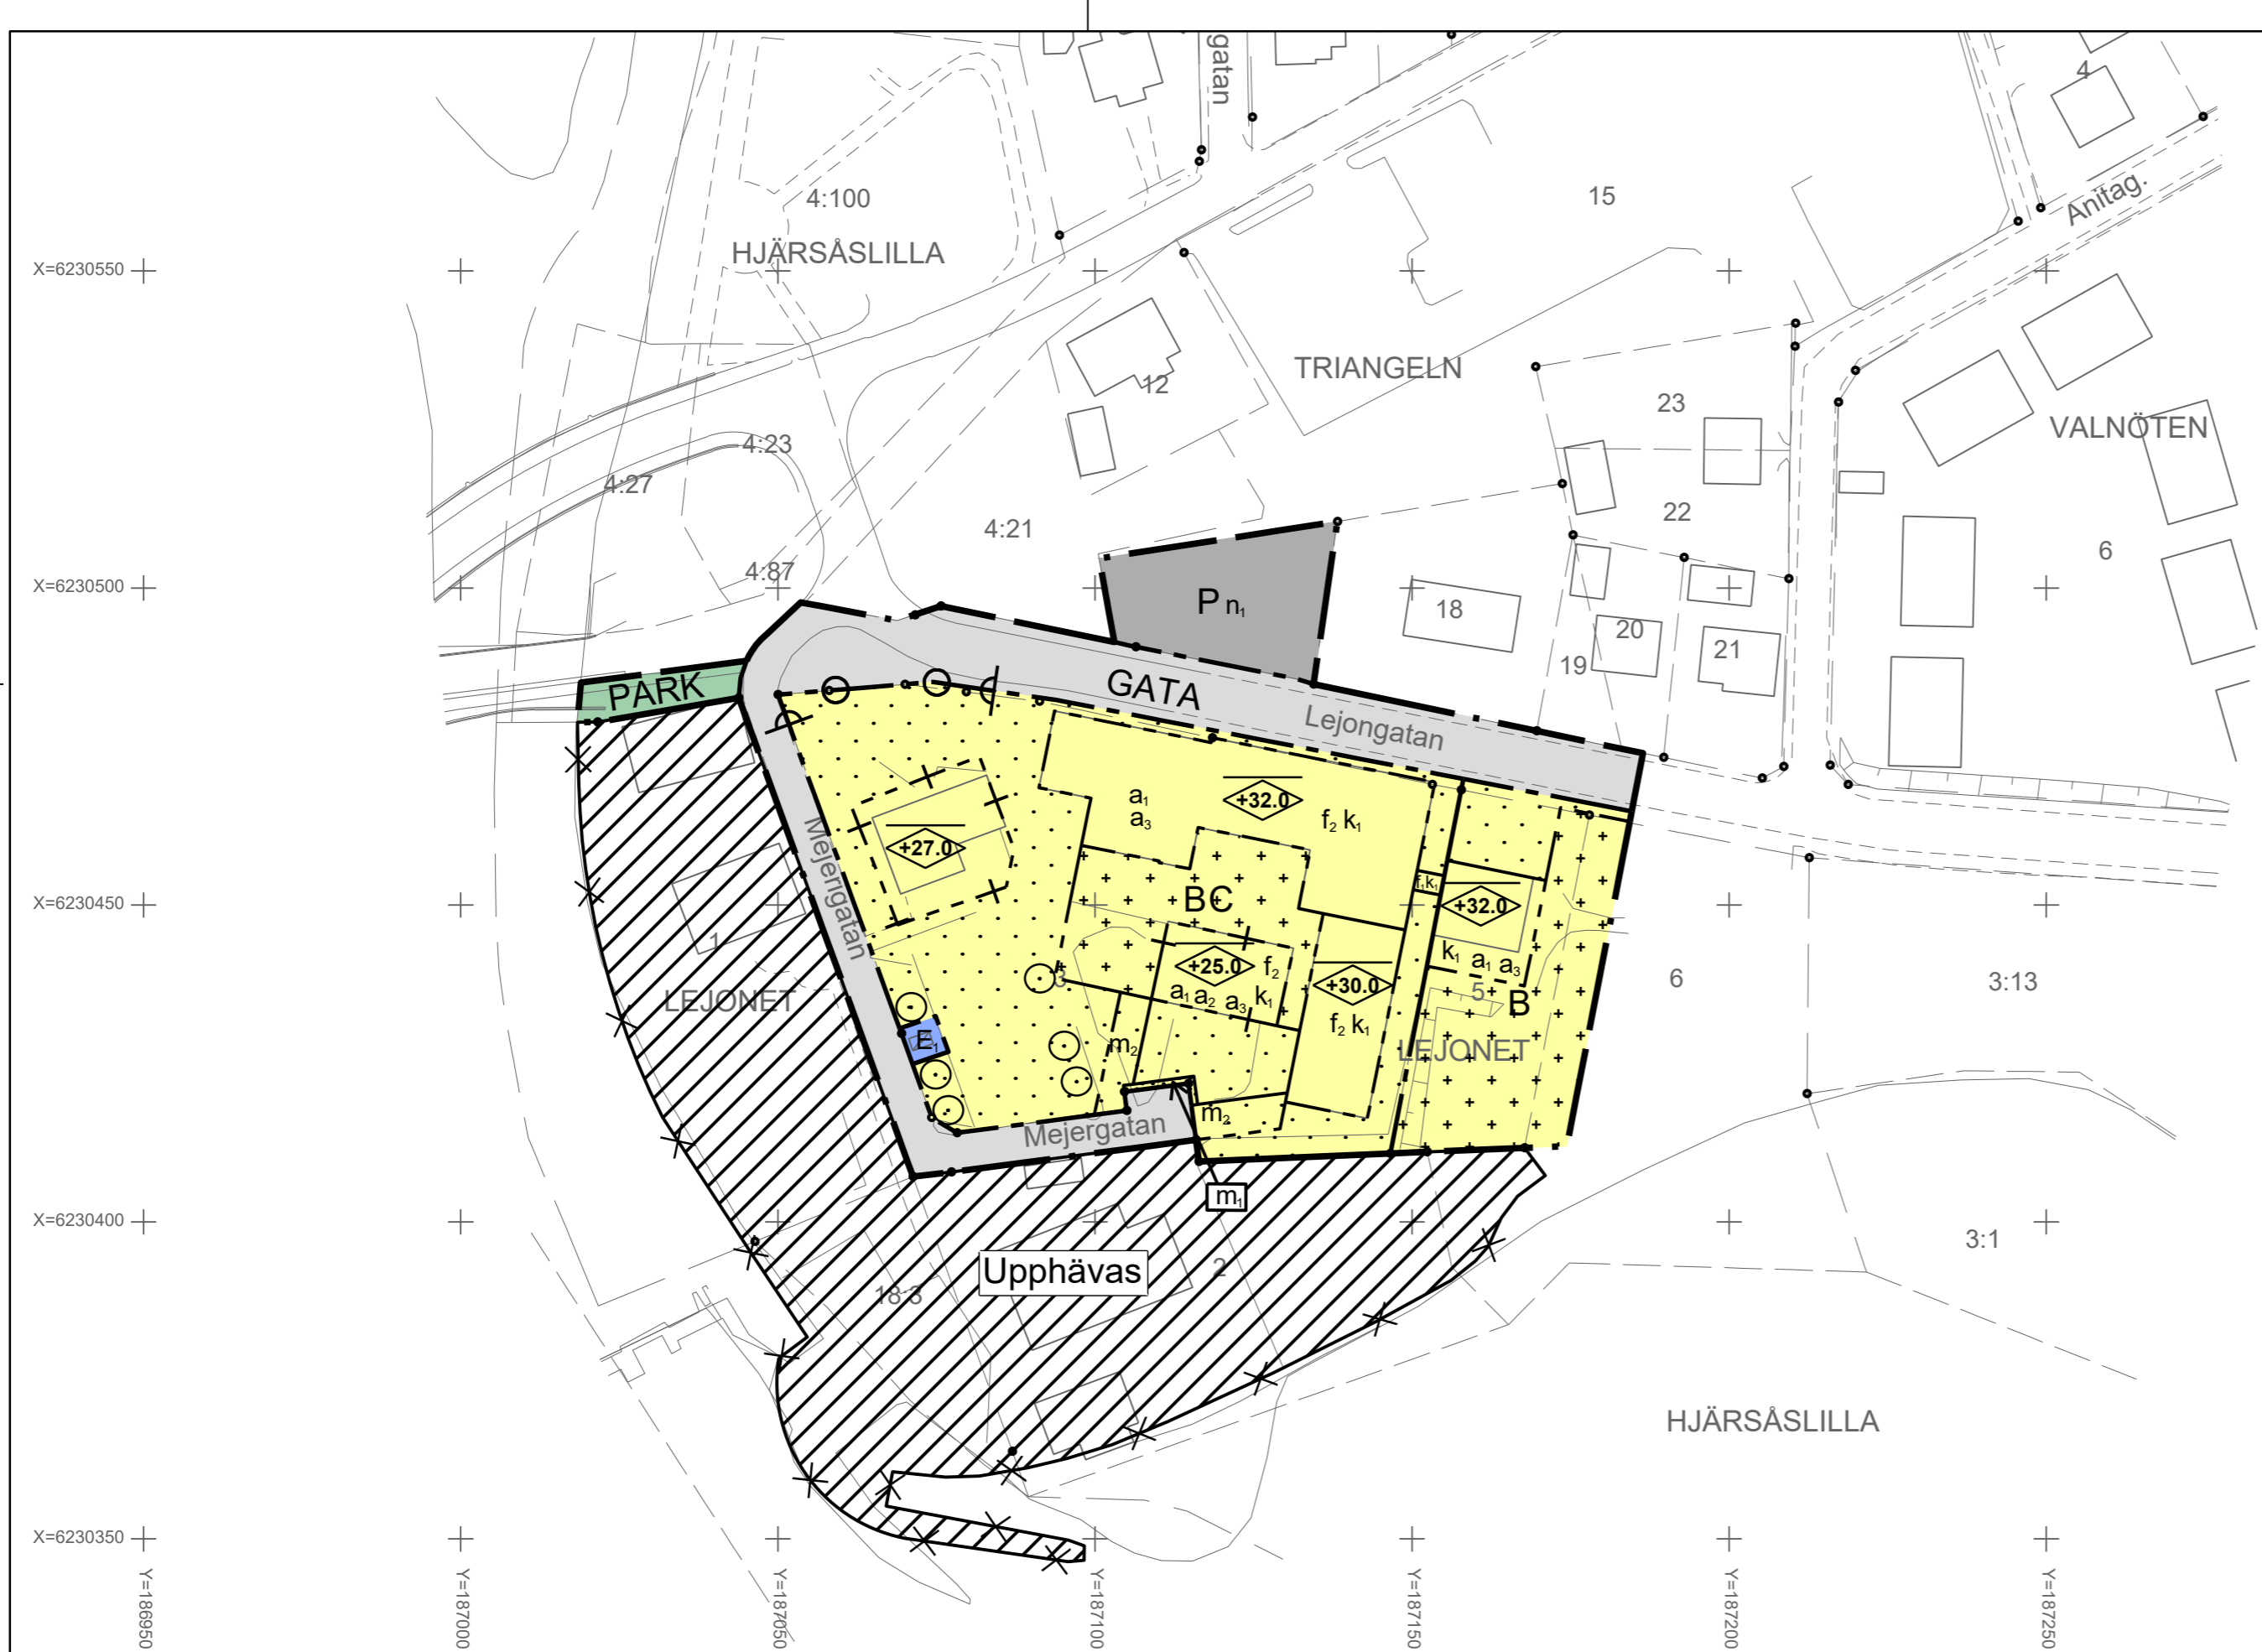 gatan
4
4:100
15
Anitag.
HJÄRSÅSLILLA
X=6230550
TRIANGELN
12
23
VALNÖTEN
4:23
4:27
22
4:21
6
4:87
X=6230500
P n₁
18
20
21
19
PARK
GATA
Lejongatan
a₁
a₃
+32.0
f₂ k₁
+27.0
Mejerigatan
BC
f₁k₁
+32.0
X=6230450
1
LEJONET
3
+25.0
f₂
a₁ a₂ a₃ k₁
+30.0
f₂ k₁
k₁ a₁ a₃
5
B
6
3:13
E₁
m₂
LEJONET
m₂
Mejergatan
m₁
X=6230400
Upphävas
2
3:1
18:3
HJÄRSÅSLILLA
X=6230350
Y=186950
Y=187000
Y=187050
Y=187100
Y=187150
Y=187200
Y=187250